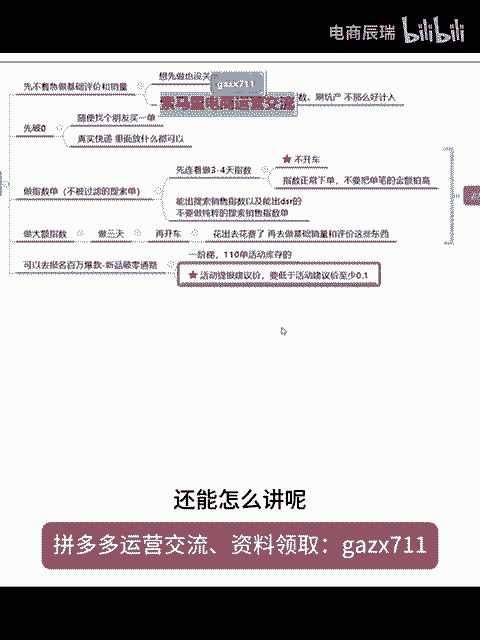 电商辰瑞 bilibili
想先做也没关
gazx711
先不着急做基础评价和销量
黑马星电商运营交流
数、刷坑产 不那么好计入
先破0
随便找个朋友买一单
真实快递 里面放什么都可以
先连着做3-4天指数
★ 不开车
指数正常下单，不要把单笔的金额拍高
做指数单（不被过滤的搜索单）
能出搜索销售指数以及能出dsr的
不要做纯粹的搜索销售指数单
做大额指数
做三天
再开车
花出去花费了 再去做基础销量和评价这些东西
可以去报名百万爆款-新品破零通路
一阶梯，110单活动库存的
★ 活动提报建议价，要低于活动建议价至少0.1
还能怎么讲呢
拼多多运营交流、资料领取：gazx711